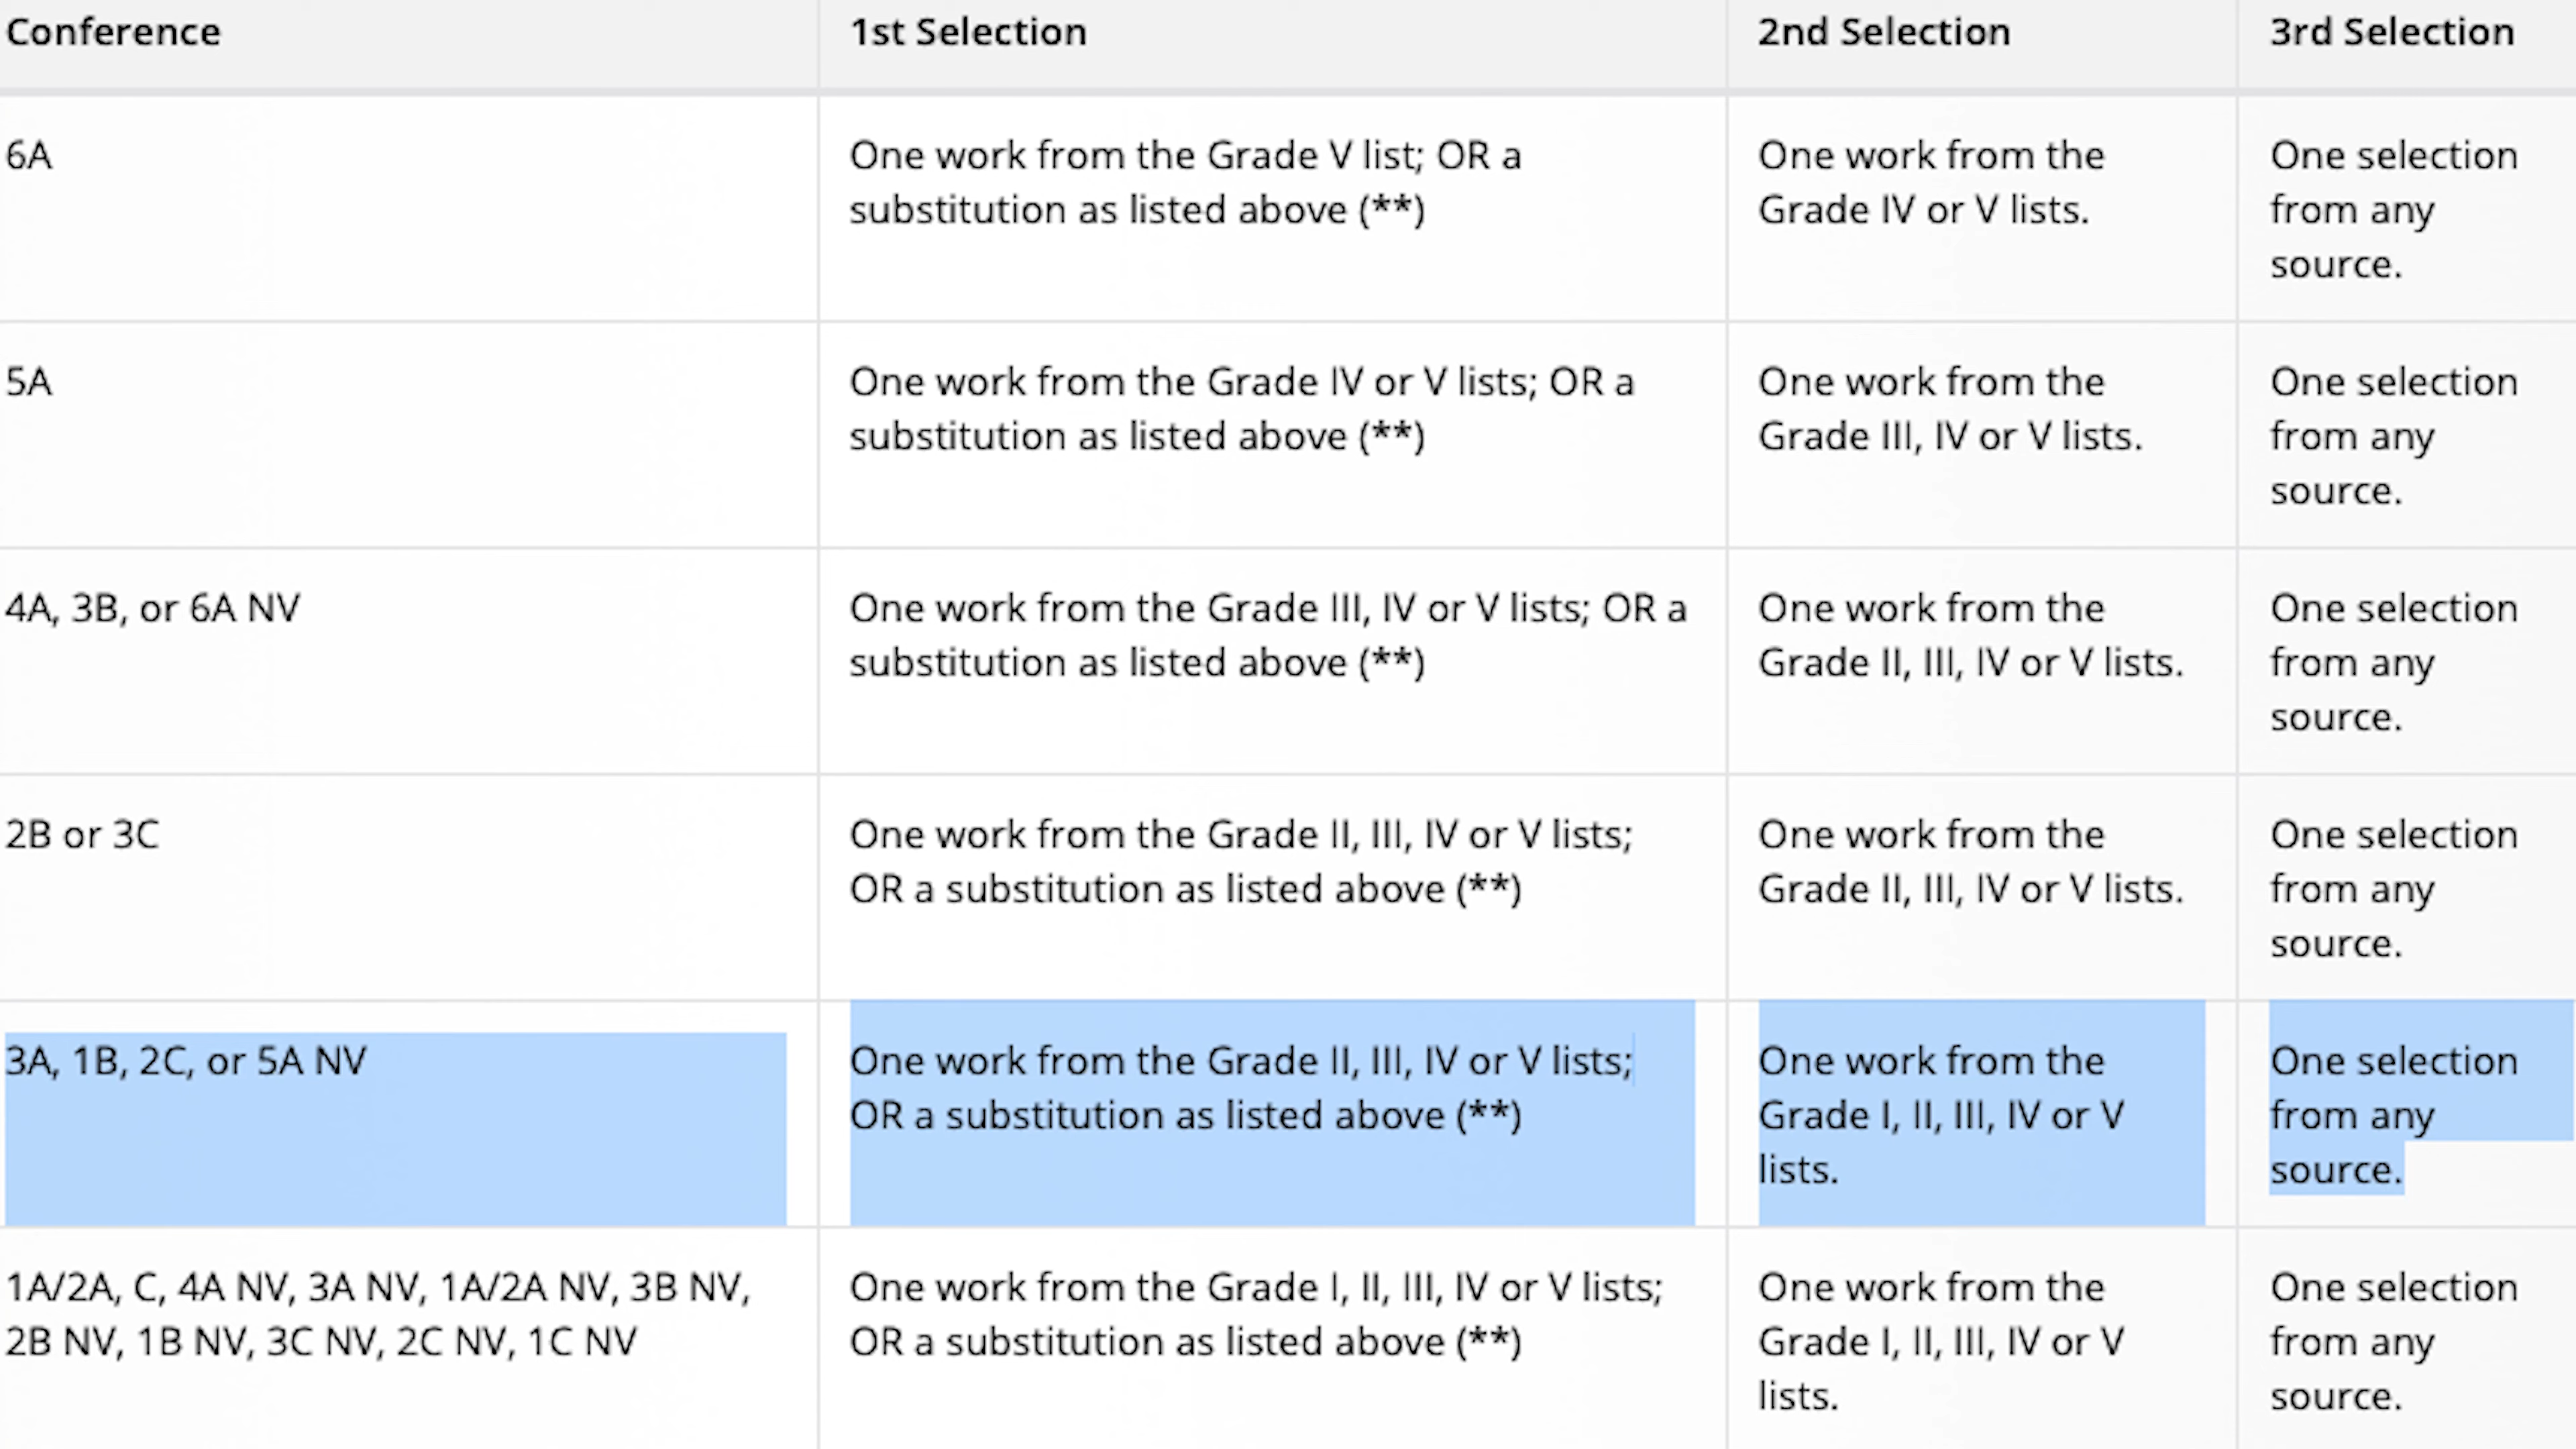 Conference
1st Selection
2nd Selection
3rd Selection
6A
One work from the Grade V list; OR a
substitution as listed above (**)
One work from the
Grade IV or V lists.
One selection
from any
source.
5A
One work from the Grade IV or V lists; OR a
substitution as listed above (**)
One work from the
Grade III, IV or V lists.
One selection
from any
source.
4A, 3B, or 6A NV
One work from the Grade III, IV or V lists; OR a
substitution as listed above (**)
One work from the
Grade II, III, IV or V lists.
One selection
from any
source.
2B or 3C
One work from the Grade II, III, IV or V lists;
OR a substitution as listed above (**)
One work from the
Grade II, III, IV or V lists.
One selection
from any
source.
3A, 1B, 2C, or 5A NV
One work from the Grade II, III, IV or V lists;
OR a substitution as listed above (**)
One work from the
Grade I, II, III, IV or V
lists.
One selection
from any
source.
1A/2A, C, 4A NV, 3A NV, 1A/2A NV, 3B NV,
2B NV, 1B NV, 3C NV, 2C NV, 1C NV
One work from the Grade I, II, III, IV or V lists;
OR a substitution as listed above (**)
One work from the
Grade I, II, III, IV or V
lists.
One selection
from any
source.